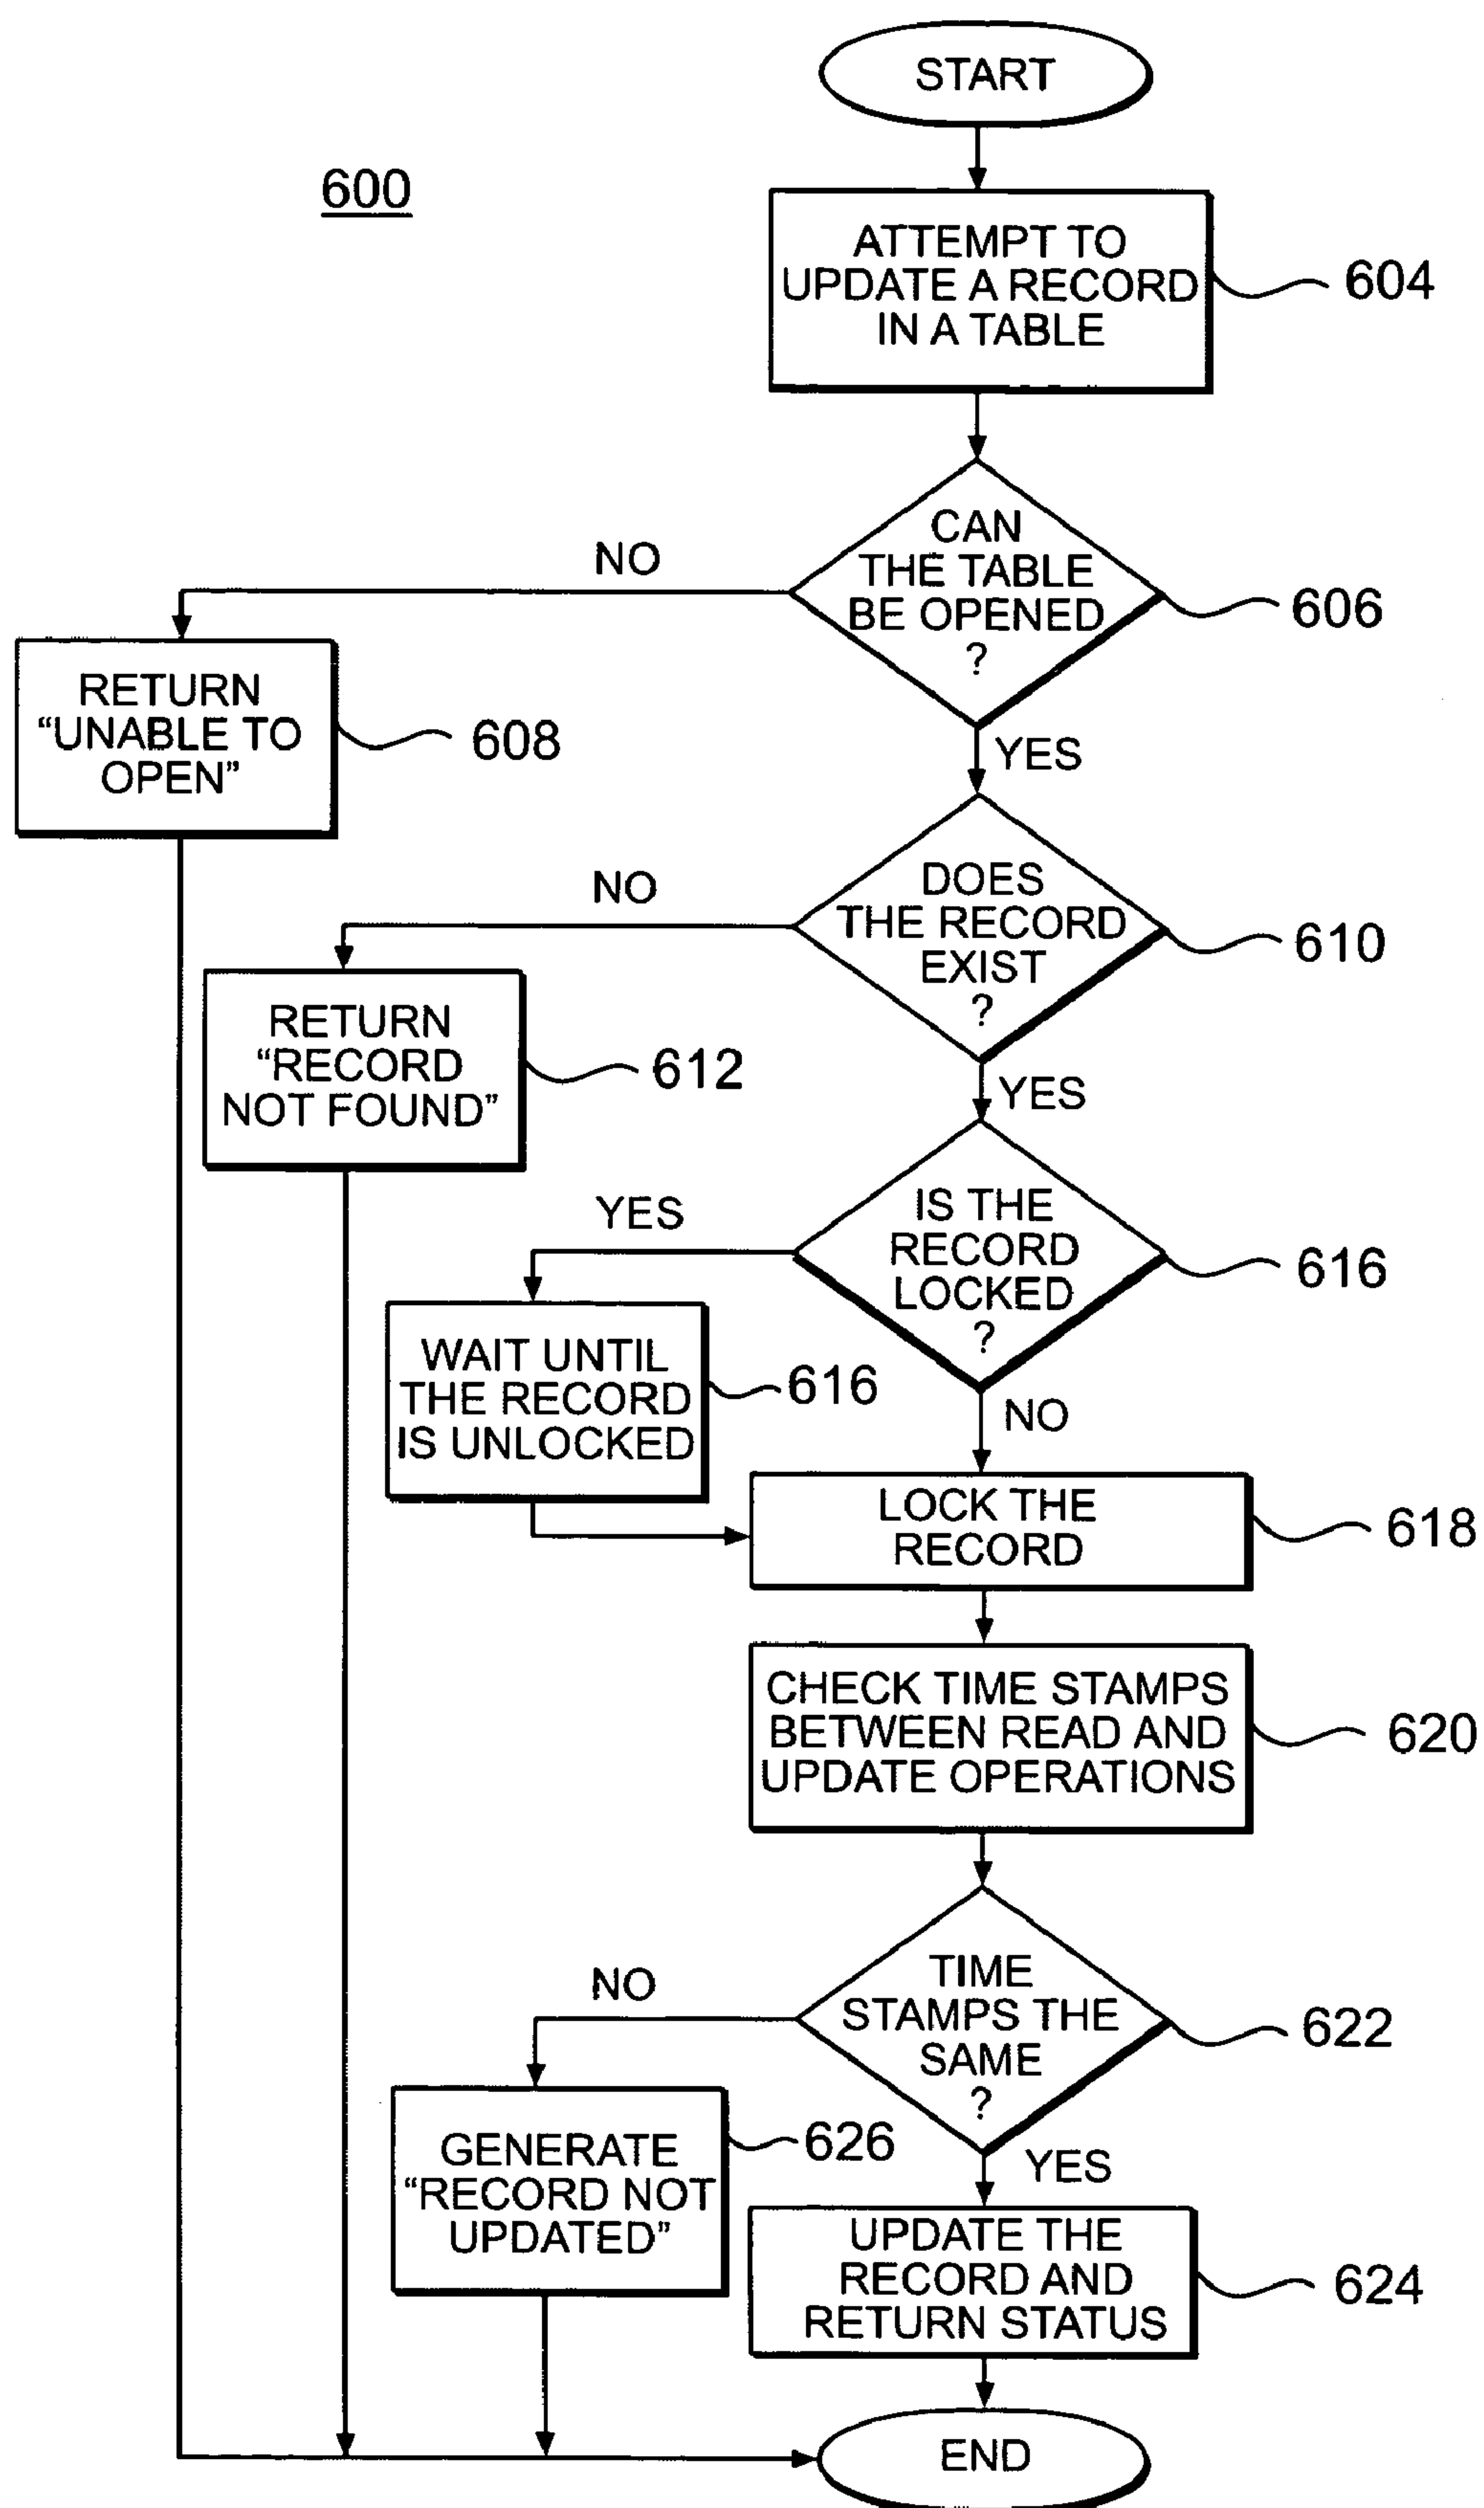 START
600
ATTEMPT TO
UPDATE A RECORD
IN A TABLE
604
CAN
THE TABLE
BE OPENED
?
606
NO
RETURN
“UNABLE TO
OPEN”
608
YES
DOES
THE RECORD
EXIST
?
610
NO
RETURN
“RECORD
NOT FOUND”
612
YES
IS THE
RECORD
LOCKED
?
616
YES
WAIT UNTIL
THE RECORD
IS UNLOCKED
616
NO
LOCK THE
RECORD
618
CHECK TIME STAMPS
BETWEEN READ AND
UPDATE OPERATIONS
620
TIME
STAMPS THE
SAME
?
622
NO
GENERATE
“RECORD NOT
UPDATED”
626
YES
UPDATE THE
RECORD AND
RETURN STATUS
624
END